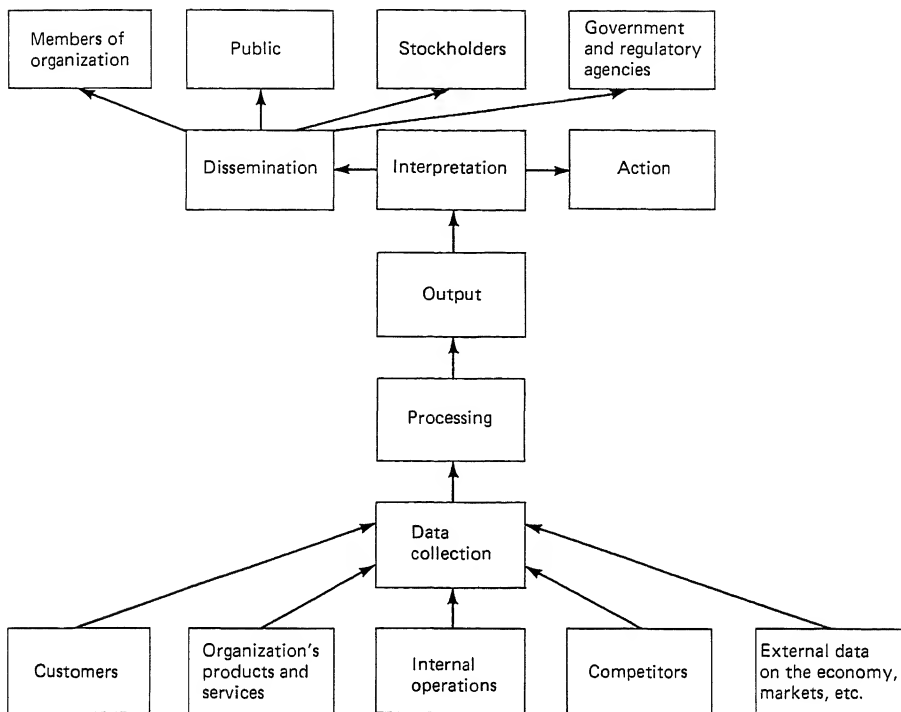 Members of
organization
Public
Stockholders
Government
and regulatory
agencies
Dissemination
Interpretation
Action
Output
Processing
Data
collection
Customers
Organization's
products and
services
Internal
operations
Competitors
External data
on the economy,
markets, etc.